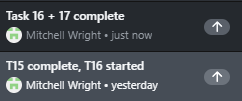 Task 16 + 17 complete
Mitchell Wright • just now
T15 complete, T16 started
Mitchell Wright • yesterday